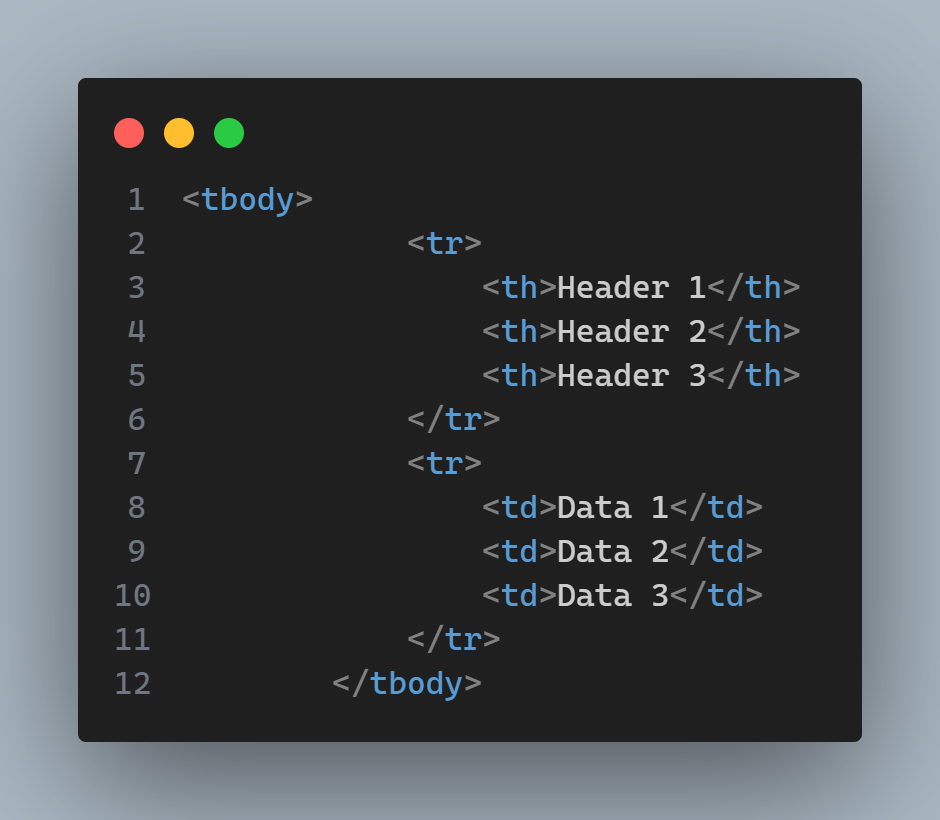 1 <tbody>
2             <tr>
3                 <th>Header 1</th>
4                 <th>Header 2</th>
5                 <th>Header 3</th>
6             </tr>
7             <tr>
8                 <td>Data 1</td>
9                 <td>Data 2</td>
10                 <td>Data 3</td>
11             </tr>
12         </tbody>